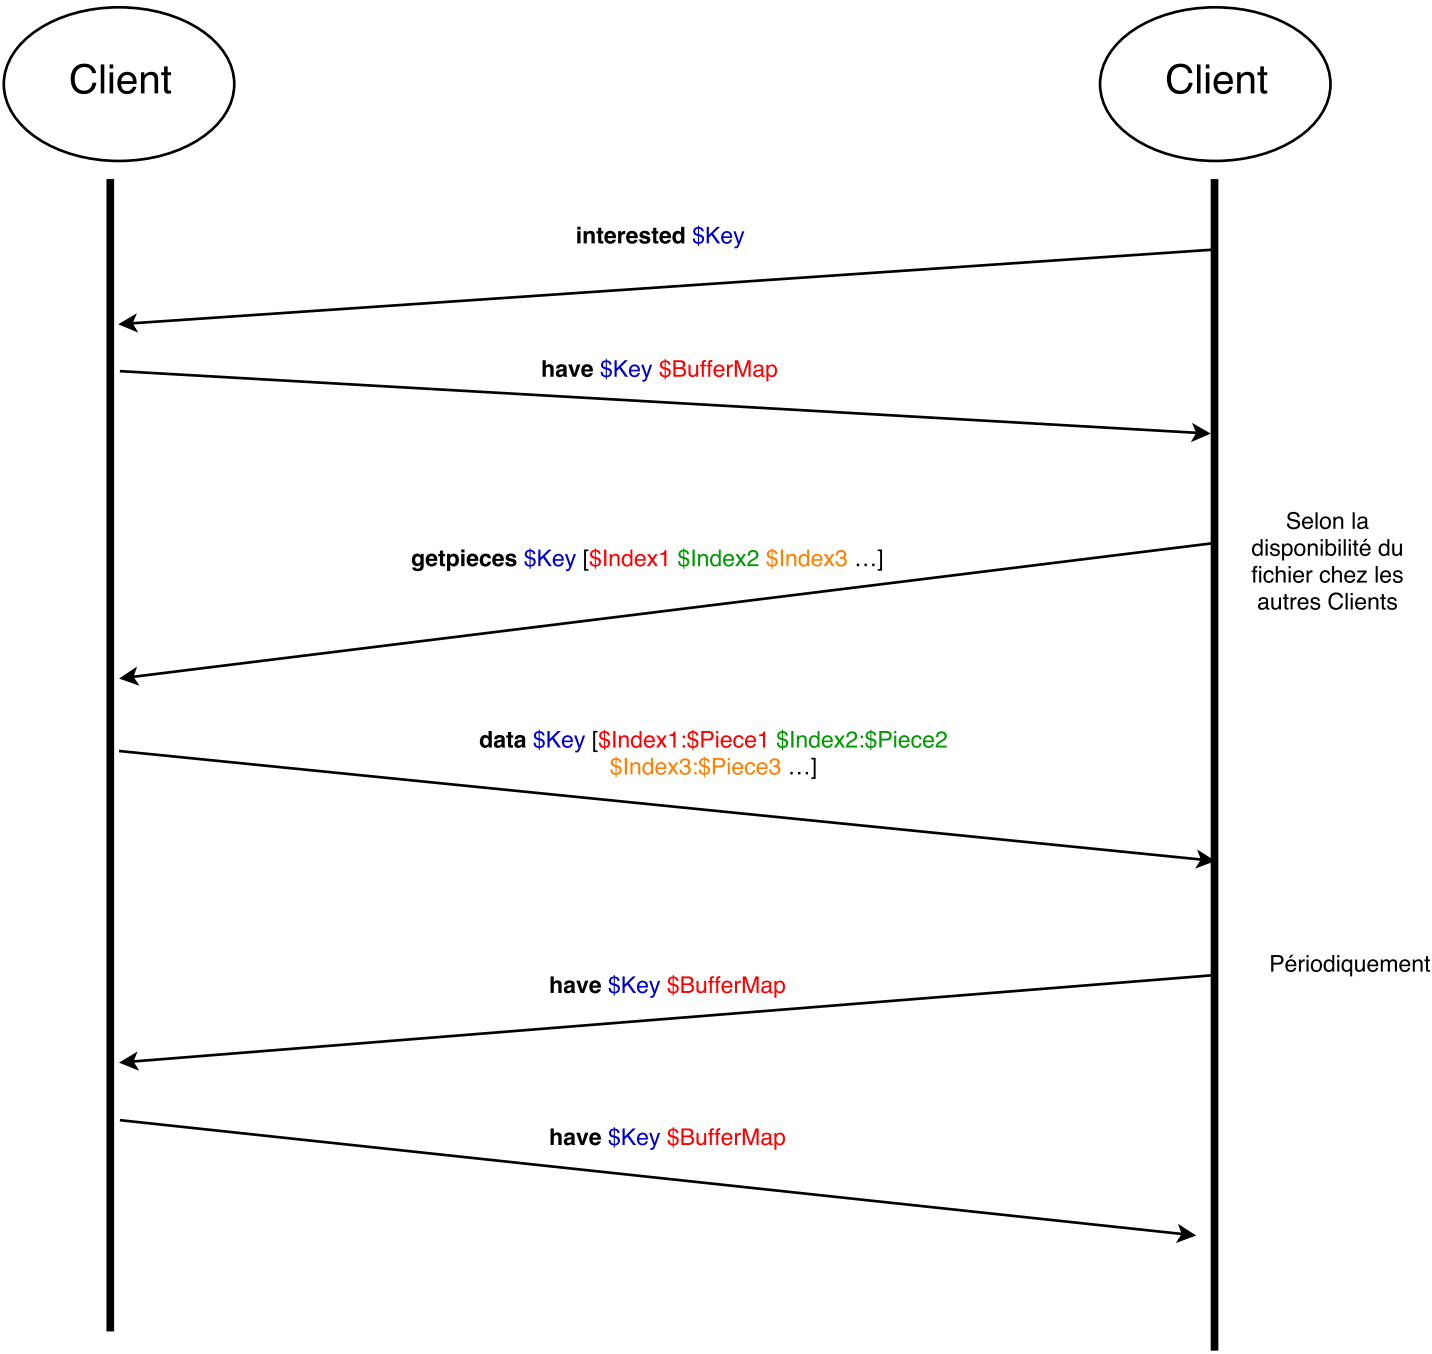 Client
Client
interested $Key
have $Key $BufferMap
Selon la
disponibilité du
fichier chez les
autres Clients
getpieces $Key [$Index1 $Index2 $Index3 …]
data $Key [$Index1:$Piece1 $Index2:$Piece2
$Index3:$Piece3 …]
Périodiquement
have $Key $BufferMap
have $Key $BufferMap